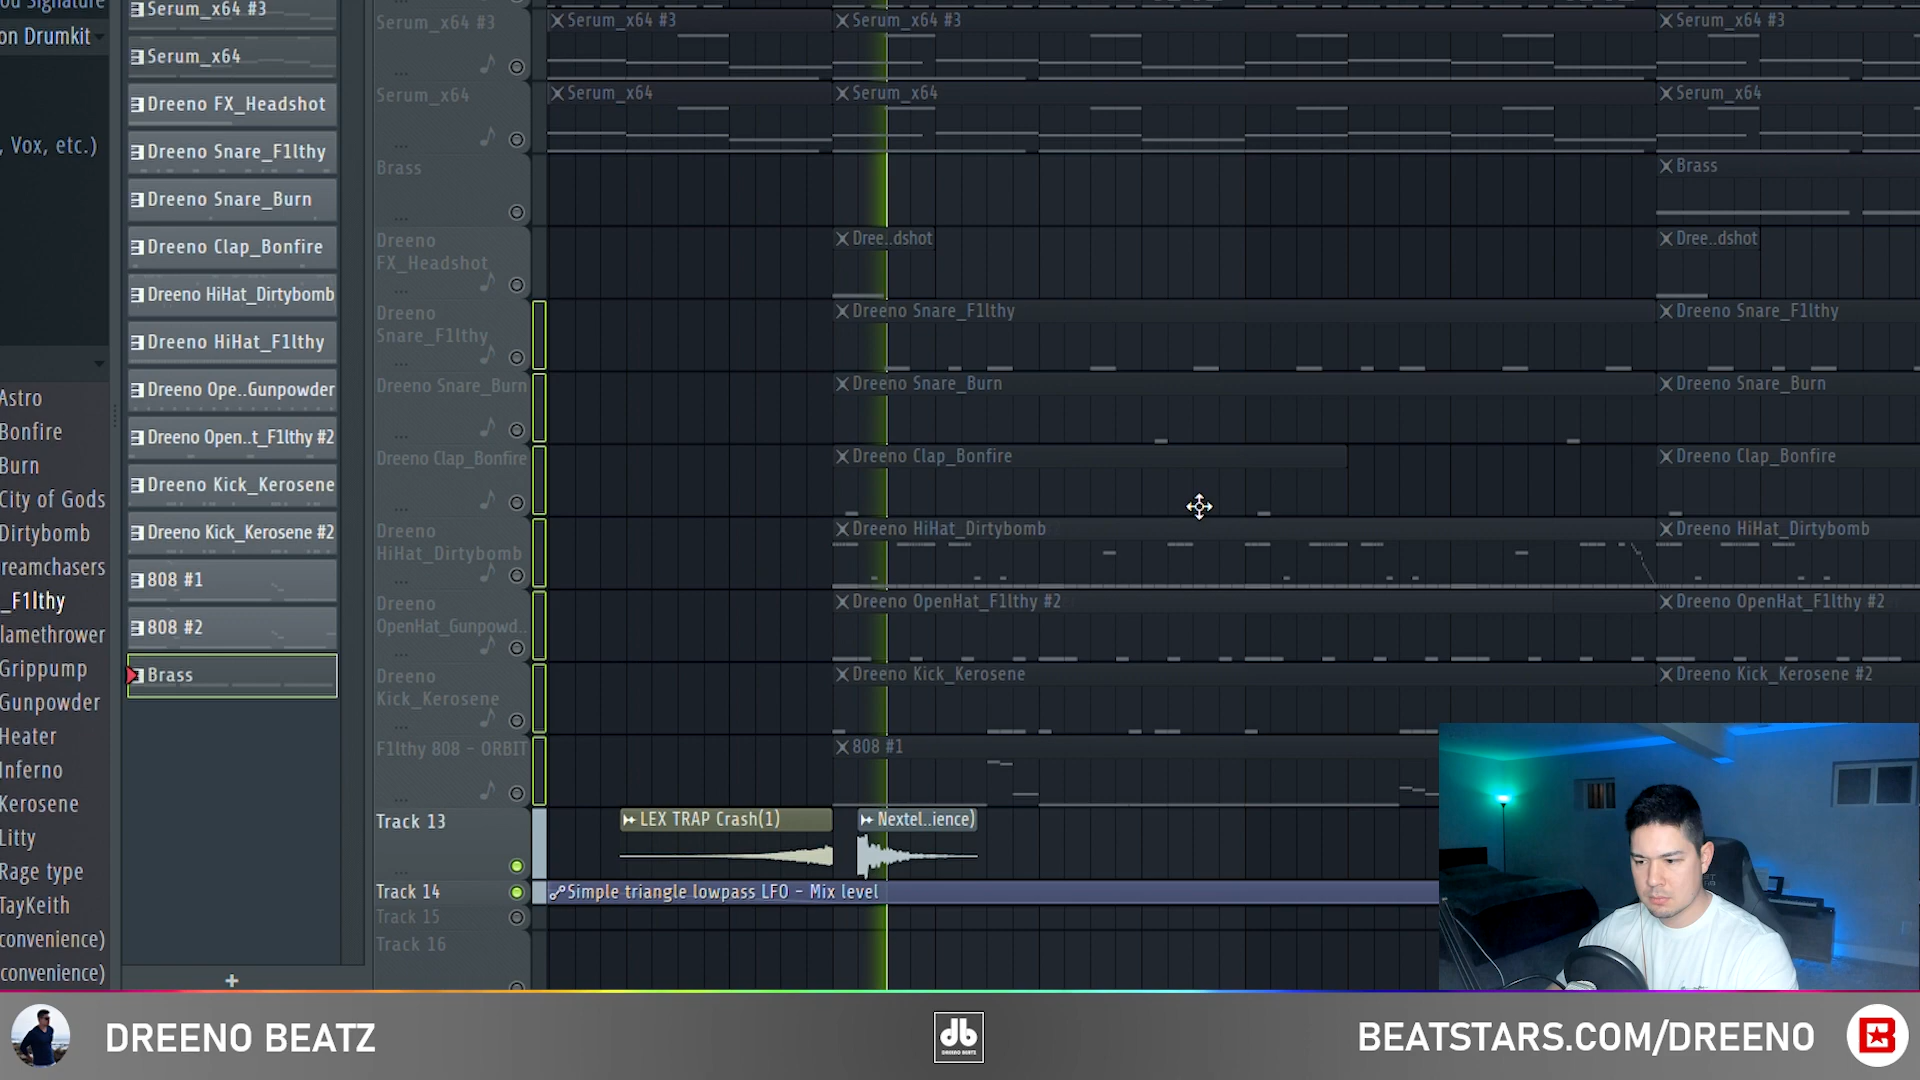 ou Signature
on Drumkit
, Vox, etc.)
Astro
Bonfire
Burn
City of Gods
Dirtybomb
reamchasers
_F1lthy
lamethrower
Grippump
Gunpowder
Heater
Inferno
Kerosene
Litty
Rage type
TayKeith
convenience)
convenience)
Serum_x64 #3
Serum_x64
Dreeno FX_Headshot
Dreeno Snare_F1lthy
Dreeno Snare_Burn
Dreeno Clap_Bonfire
Dreeno HiHat_Dirtybomb
Dreeno HiHat_F1lthy
Dreeno Ope..Gunpowder
Dreeno Open..t_F1lthy #2
Dreeno Kick_Kerosene
Dreeno Kick_Kerosene #2
808 #1
808 #2
Brass
+
Serum_x64 #3
...
Serum_x64
...
Brass
...
Dreeno
FX_Headshot
...
Dreeno
Snare_F1lthy
...
Dreeno Snare_Burn
...
Dreeno Clap_Bonfire
...
Dreeno
HiHat_Dirtybomb
...
Dreeno
OpenHat_Gunpowd..
...
Dreeno
Kick_Kerosene
...
F1lthy 808 - ORBIT
...
Track 13
...
Track 14
Track 15
Track 16
Serum_x64 #3 Serum_x64 #3 Serum_x64 #3
Serum_x64 Serum_x64 Serum_x64
Brass
Dree..dshot Dree..dshot
Dreeno Snare_F1lthy Dreeno Snare_F1lthy
Dreeno Snare_Burn Dreeno Snare_Burn
Dreeno Clap_Bonfire Dreeno Clap_Bonfire
Dreeno HiHat_Dirtybomb Dreeno HiHat_Dirtybomb
Dreeno OpenHat_F1lthy #2 Dreeno OpenHat_F1lthy #2
Dreeno Kick_Kerosene Dreeno Kick_Kerosene #2
808 #1
LEX TRAP Crash(1) Nextel..ience)
Simple triangle lowpass LFO - Mix level
DREENO BEATZ
db
DREENO BEATZ
BEATSTARS.COM/DREENO
B